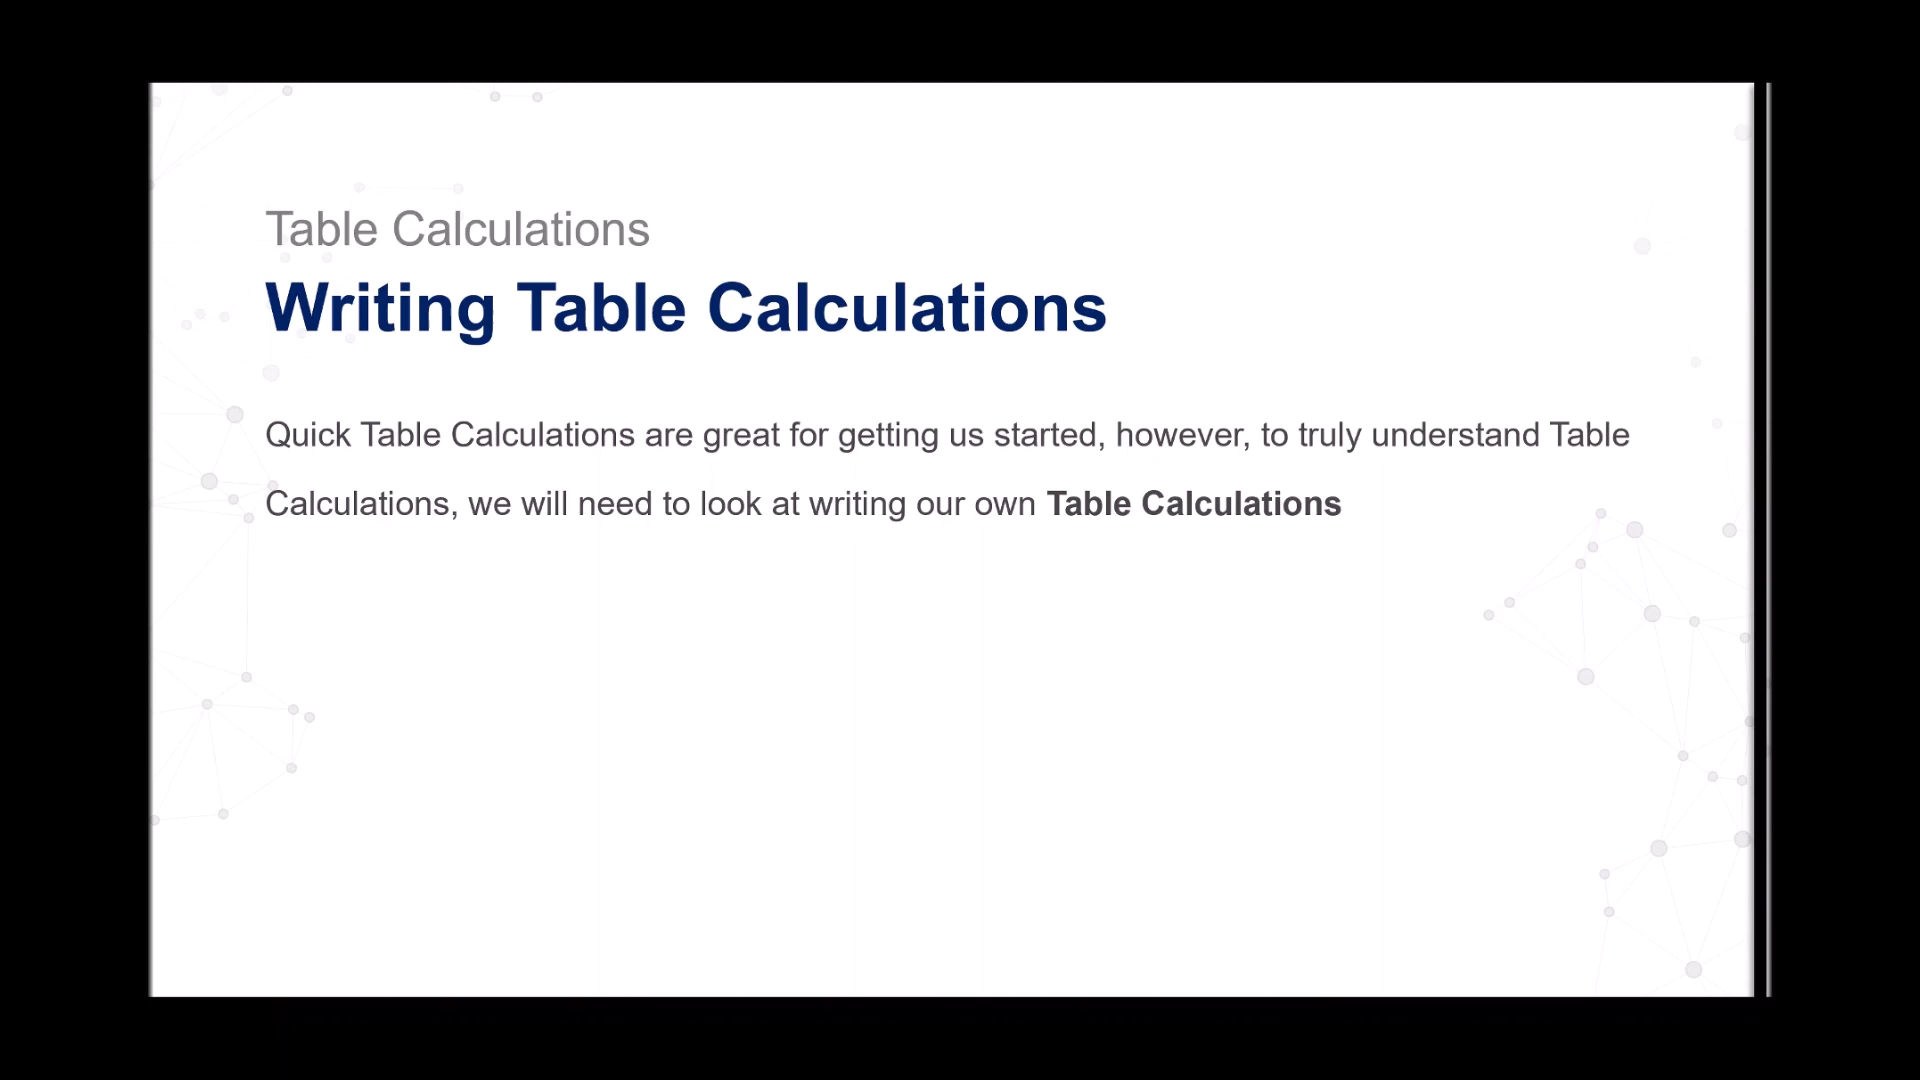 Table Calculations
Writing Table Calculations
Quick Table Calculations are great for getting us started, however, to truly understand Table
Calculations, we will need to look at writing our own Table Calculations